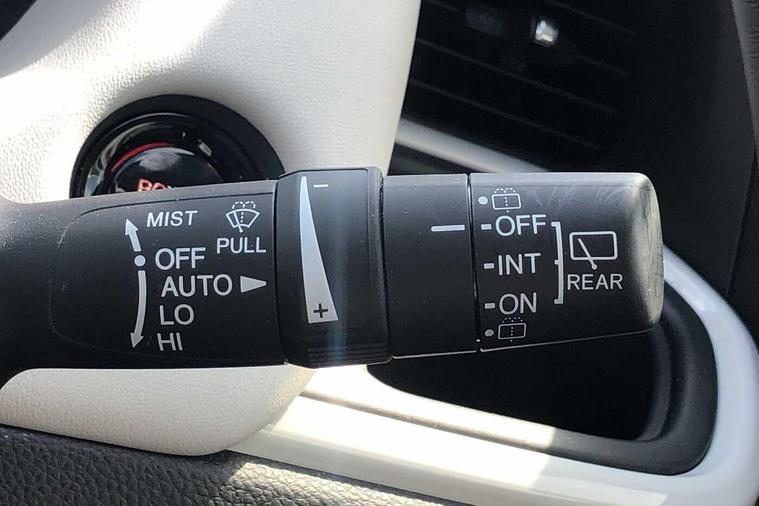 MIST
PULL
OFF
AUTO
LO
HI
−
+
OFF
INT
ON
REAR